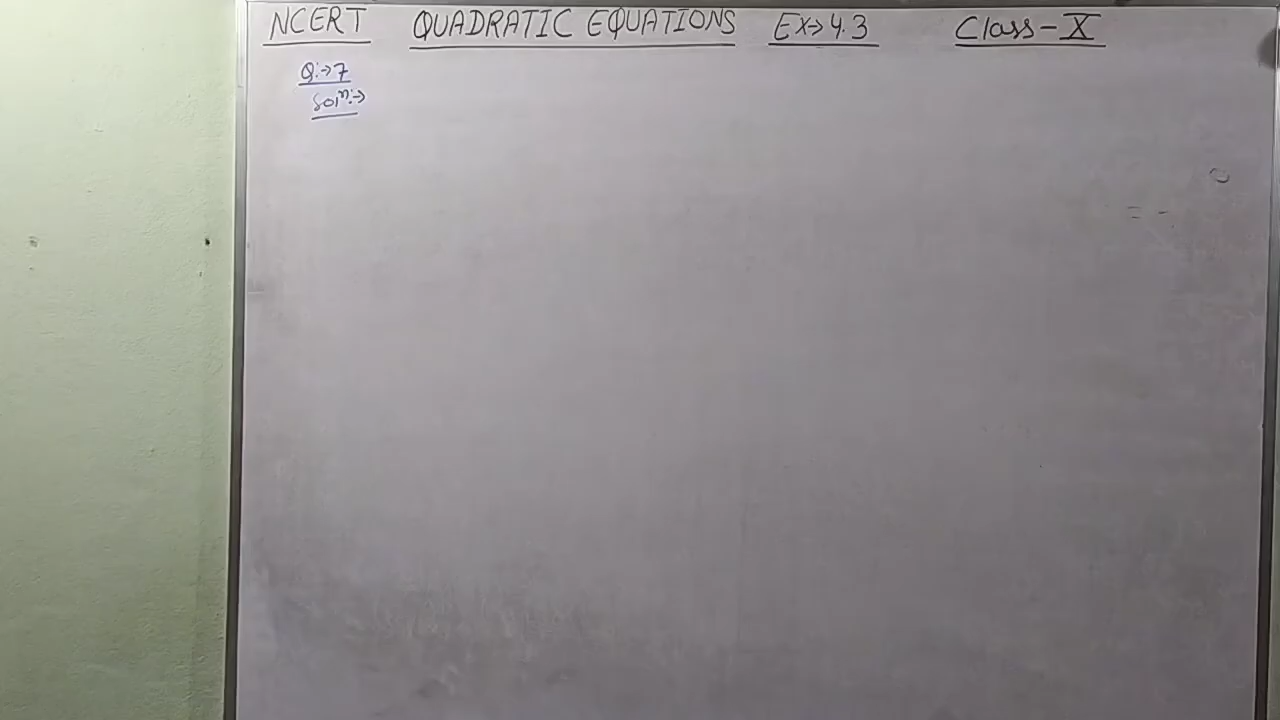 NCERT QUADRATIC EQUATIONS Ex→4.3 Class-X
Q:→7
Solⁿ:→